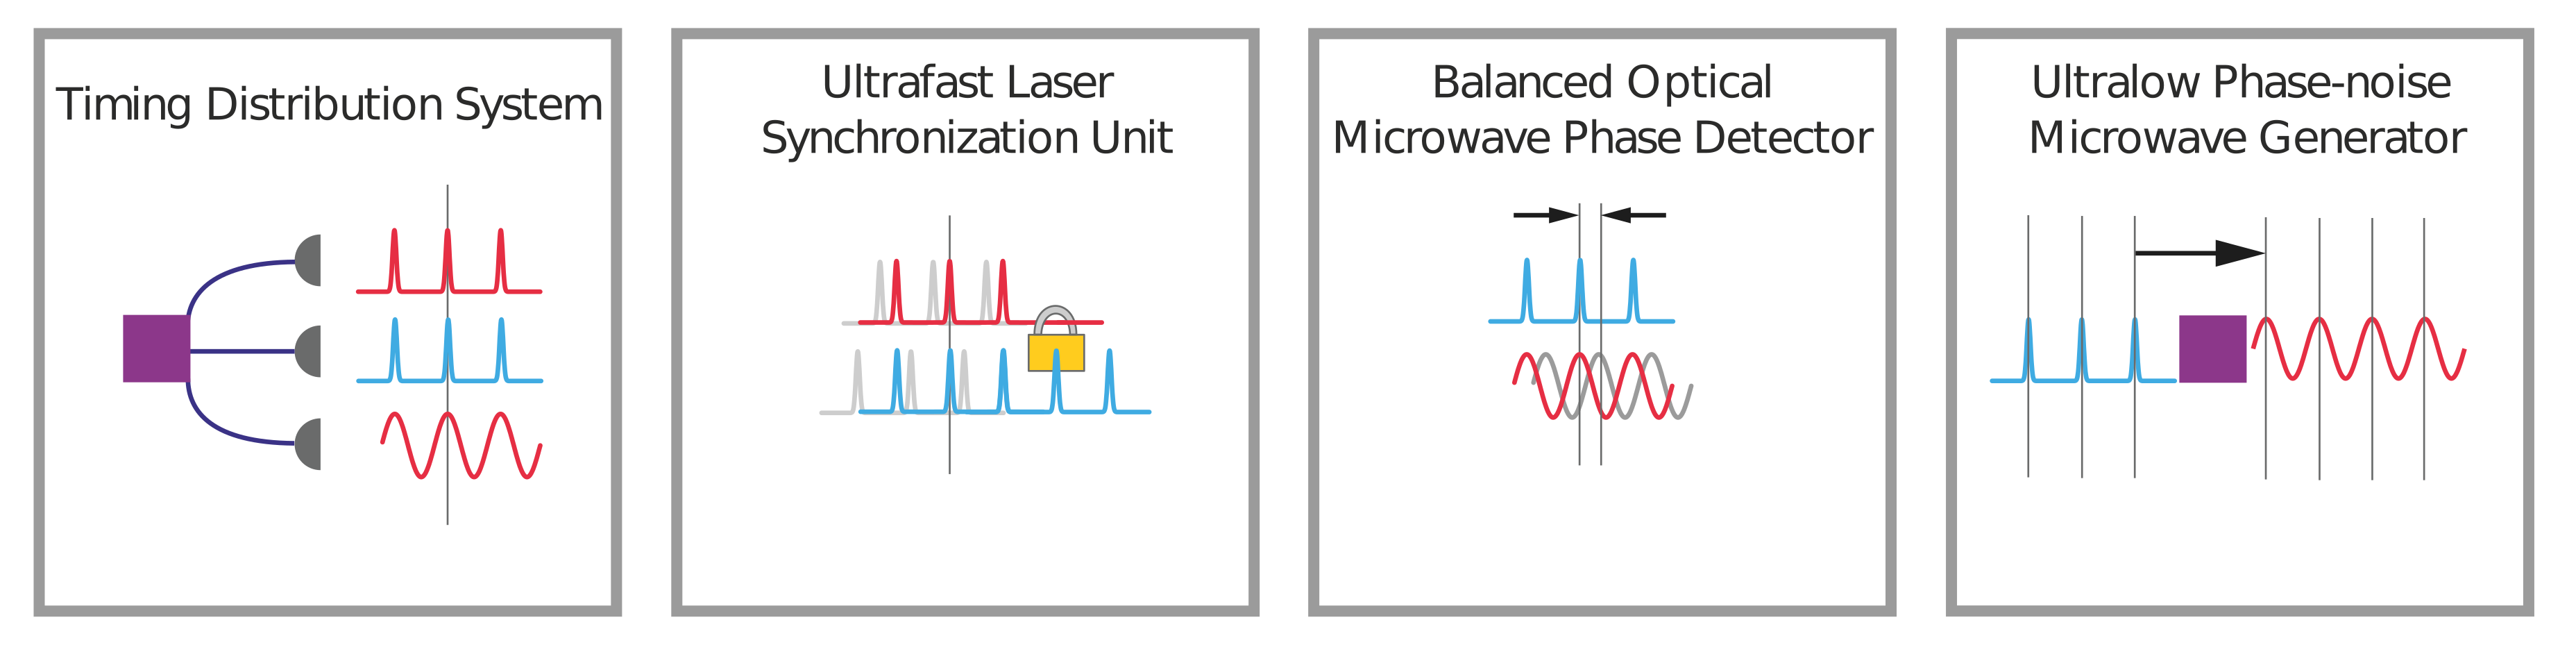 Timing Distribution System
Ultrafast Laser
Synchronization Unit
Balanced Optical
Microwave Phase Detector
Ultralow Phase-noise
Microwave Generator